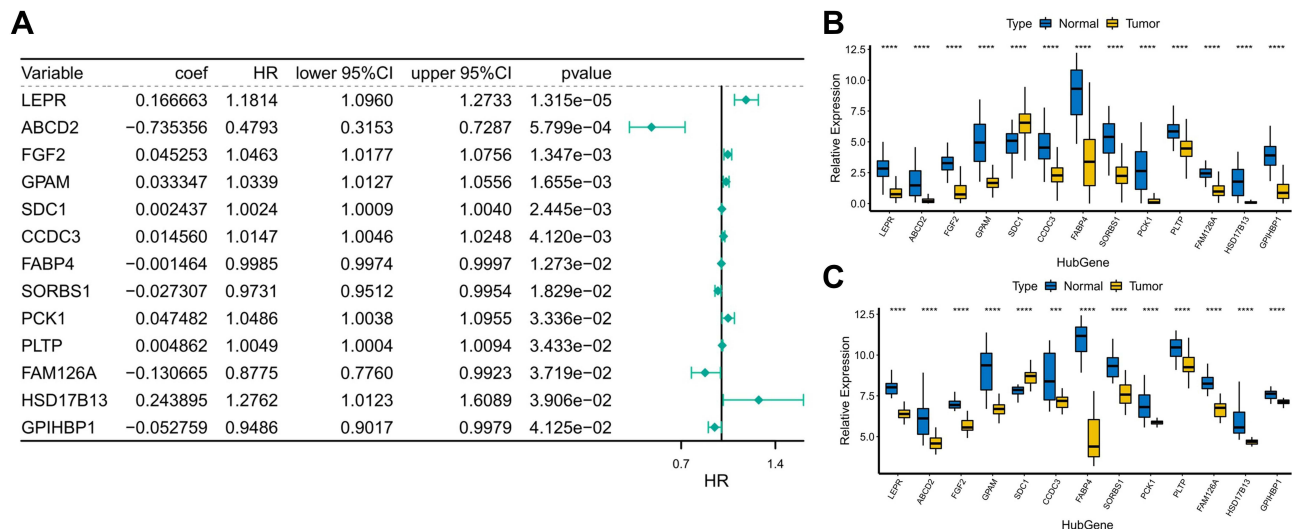 A
Variable coef HR lower 95%CI upper 95%CI pvalue
LEPR 0.166663 1.1814 1.0960 1.2733 1.315e−05
ABCD2 −0.735356 0.4793 0.3153 0.7287 5.799e−04
FGF2 0.045253 1.0463 1.0177 1.0756 1.347e−03
GPAM 0.033347 1.0339 1.0127 1.0556 1.655e−03
SDC1 0.002437 1.0024 1.0009 1.0040 2.445e−03
CCDC3 0.014560 1.0147 1.0046 1.0248 4.120e−03
FABP4 −0.001464 0.9985 0.9974 0.9997 1.273e−02
SORBS1 −0.027307 0.9731 0.9512 0.9954 1.829e−02
PCK1 0.047482 1.0486 1.0038 1.0955 3.336e−02
PLTP 0.004862 1.0049 1.0004 1.0094 3.433e−02
FAM126A −0.130665 0.8775 0.7760 0.9923 3.719e−02
HSD17B13 0.243895 1.2762 1.0123 1.6089 3.906e−02
GPIHBP1 −0.052759 0.9486 0.9017 0.9979 4.125e−02
0.7 1.4
HR
B
Type Normal Tumor
**** **** **** **** **** **** **** **** **** **** **** **** ****
Relative Expression
12.5
10.0
7.5
5.0
2.5
0.0
LEPR ABCD2 FGF2 GPAM SDC1 CCDC3 FABP4 SORBS1 PCK1 PLTP FAM126A HSD17B13 GPIHBP1
HubGene
C
Type Normal Tumor
**** **** **** **** **** *** **** **** **** **** **** **** ****
Relative Expression
12.5
10.0
7.5
5.0
LEPR ABCD2 FGF2 GPAM SDC1 CCDC3 FABP4 SORBS1 PCK1 PLTP FAM126A HSD17B13 GPIHBP1
HubGene